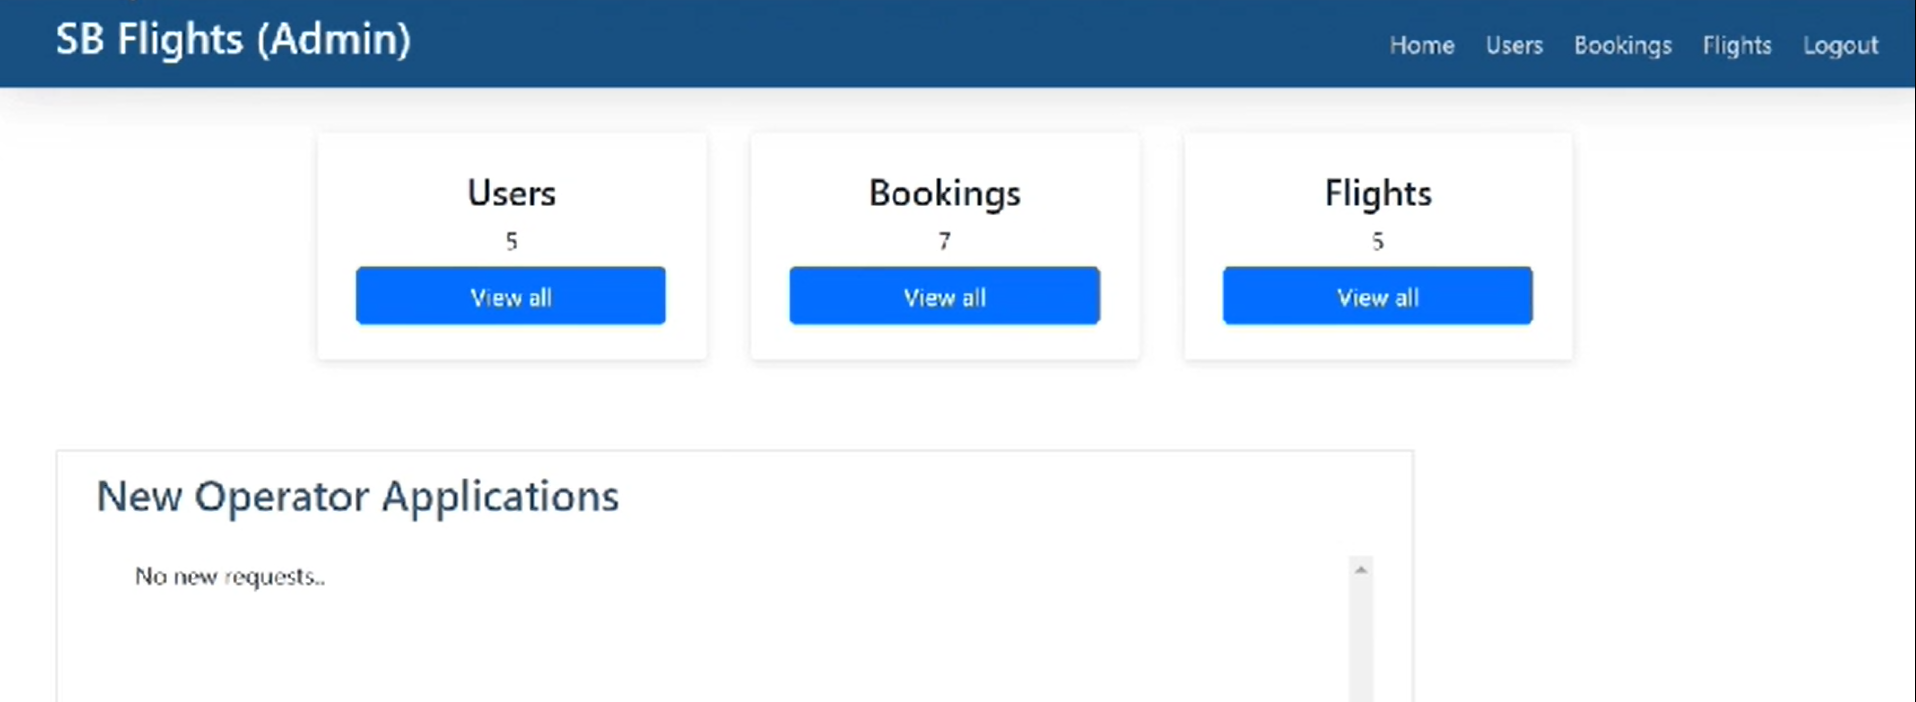 SB Flights (Admin)
Home Users Bookings Flights Logout
Users
5
View all
Bookings
7
View all
Flights
5
View all
New Operator Applications
No new requests..